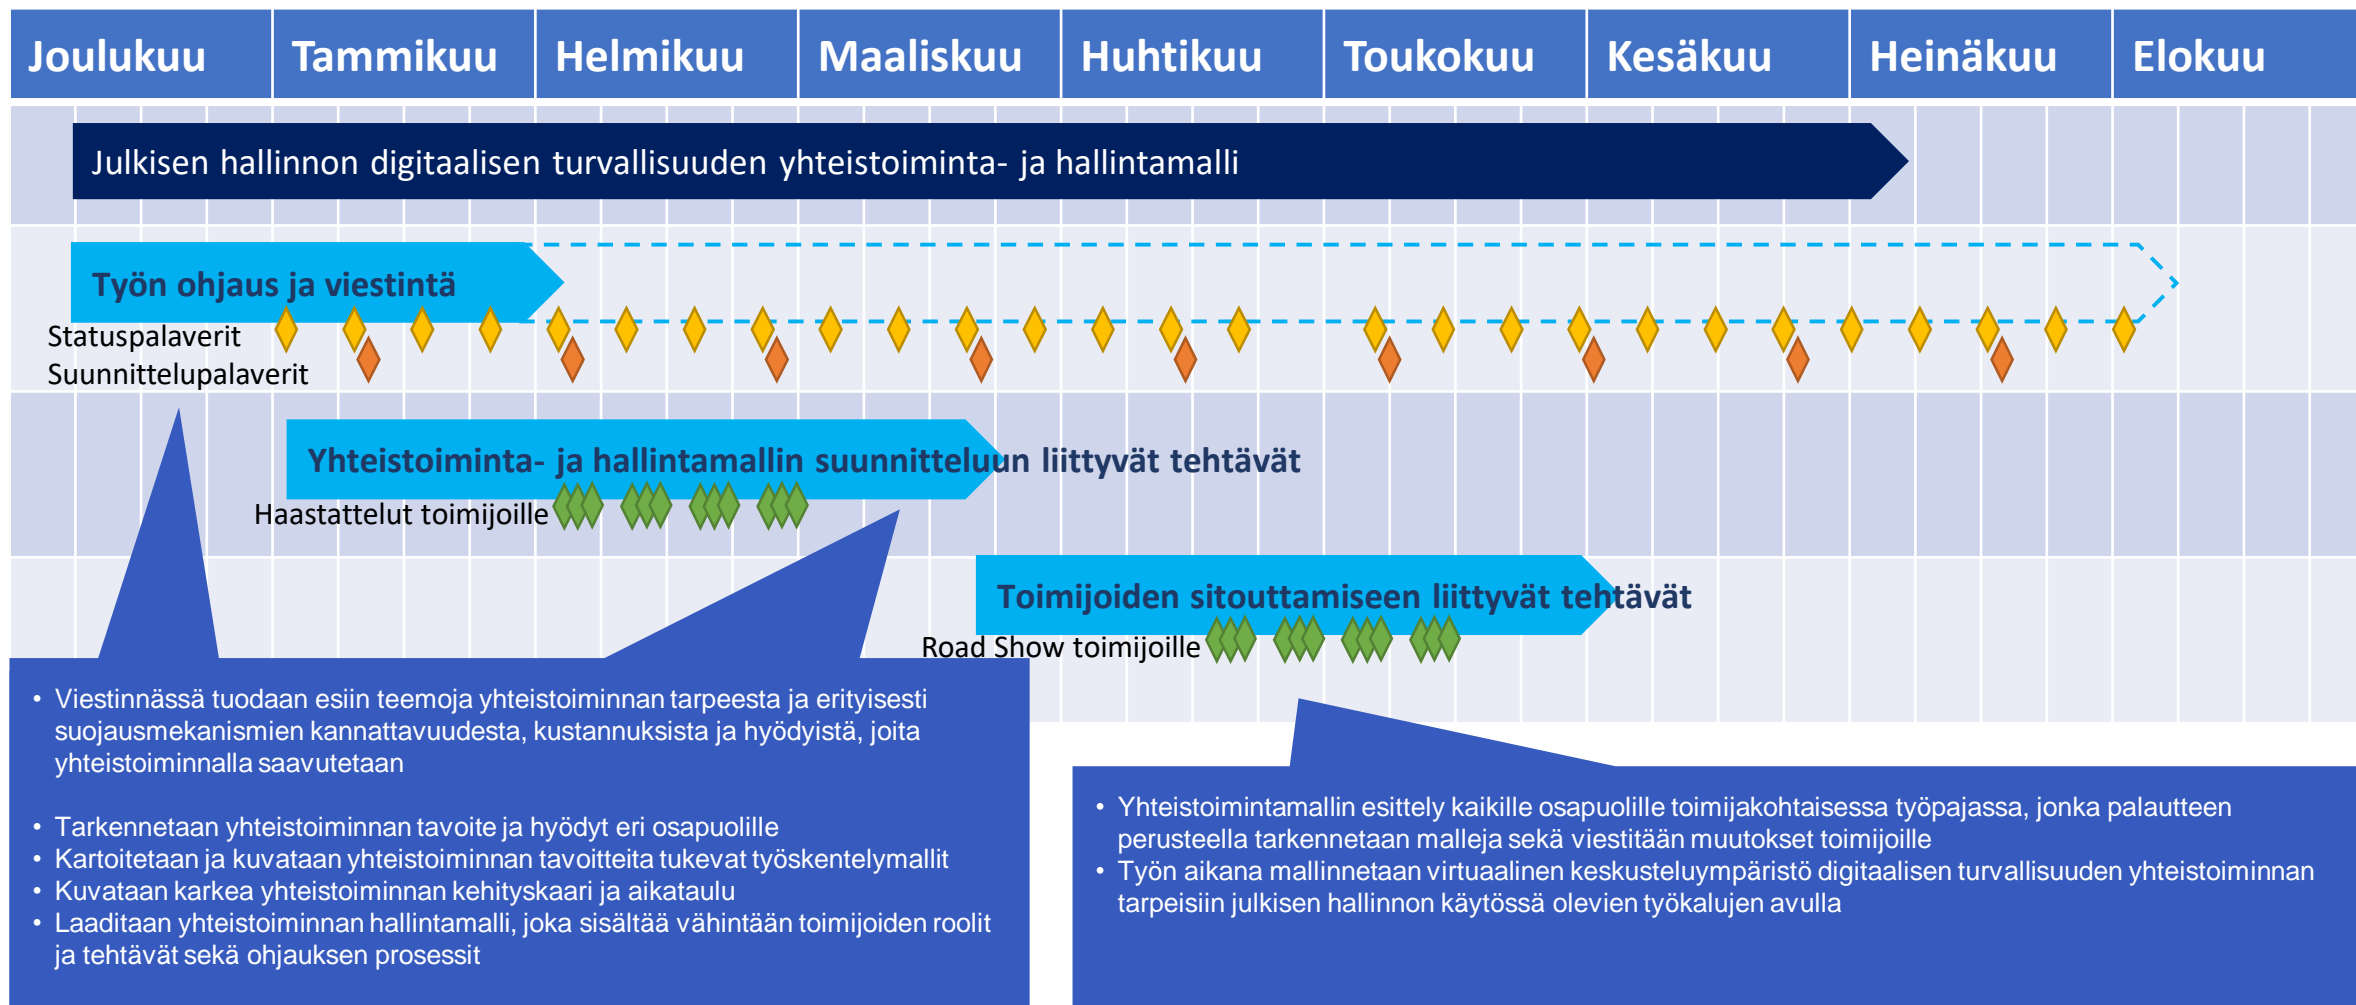 Joulukuu Tammikuu Helmikuu Maaliskuu Huhtikuu Toukokuu Kesäkuu Heinäkuu Elokuu
Julkisen hallinnon digitaalisen turvallisuuden yhteistoiminta- ja hallintamalli
Työn ohjaus ja viestintä
Statuspalaverit
Suunnittelupalaverit
Yhteistoiminta- ja hallintamallin suunnitteluun liittyvät tehtävät
Haastattelut toimijoille
Toimijoiden sitouttamiseen liittyvät tehtävät
Road Show toimijoille
• Viestinnässä tuodaan esiin teemoja yhteistoiminnan tarpeesta ja erityisesti
suojausmekanismien kannattavuudesta, kustannuksista ja hyödyistä, joita
yhteistoiminnalla saavutetaan
• Tarkennetaan yhteistoiminnan tavoite ja hyödyt eri osapuolille
• Kartoitetaan ja kuvataan yhteistoiminnan tavoitteita tukevat työskentelymallit
• Kuvataan karkea yhteistoiminnan kehityskaari ja aikataulu
• Laaditaan yhteistoiminnan hallintamalli, joka sisältää vähintään toimijoiden roolit
ja tehtävät sekä ohjauksen prosessit
• Yhteistoimintamallin esittely kaikille osapuolille toimijakohtaisessa työpajassa, jonka palautteen
perusteella tarkennetaan malleja sekä viestitään muutokset toimijoille
• Työn aikana mallinnetaan virtuaalinen keskusteluympäristö digitaalisen turvallisuuden yhteistoiminnan
tarpeisiin julkisen hallinnon käytössä olevien työkalujen avulla